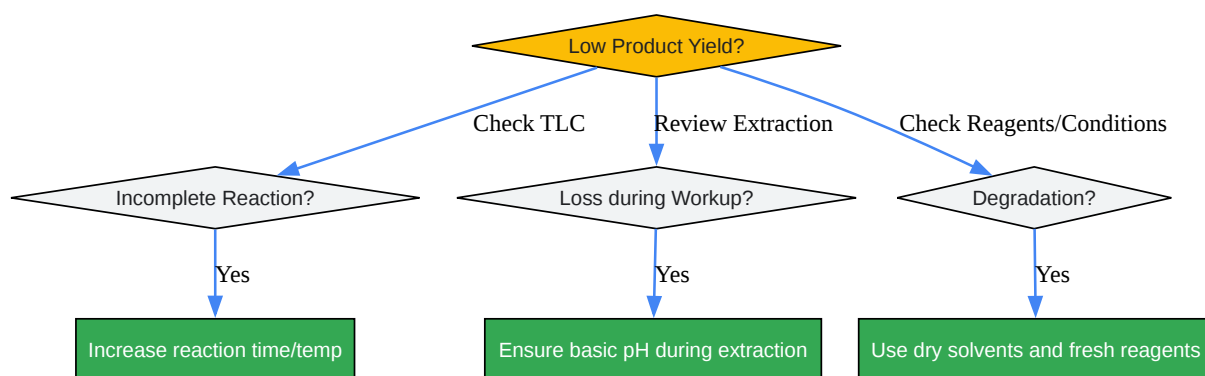 Low Product Yield?
Check TLC
Review Extraction
Check Reagents/Conditions
Incomplete Reaction?
Loss during Workup?
Degradation?
Yes
Yes
Yes
Increase reaction time/temp
Ensure basic pH during extraction
Use dry solvents and fresh reagents